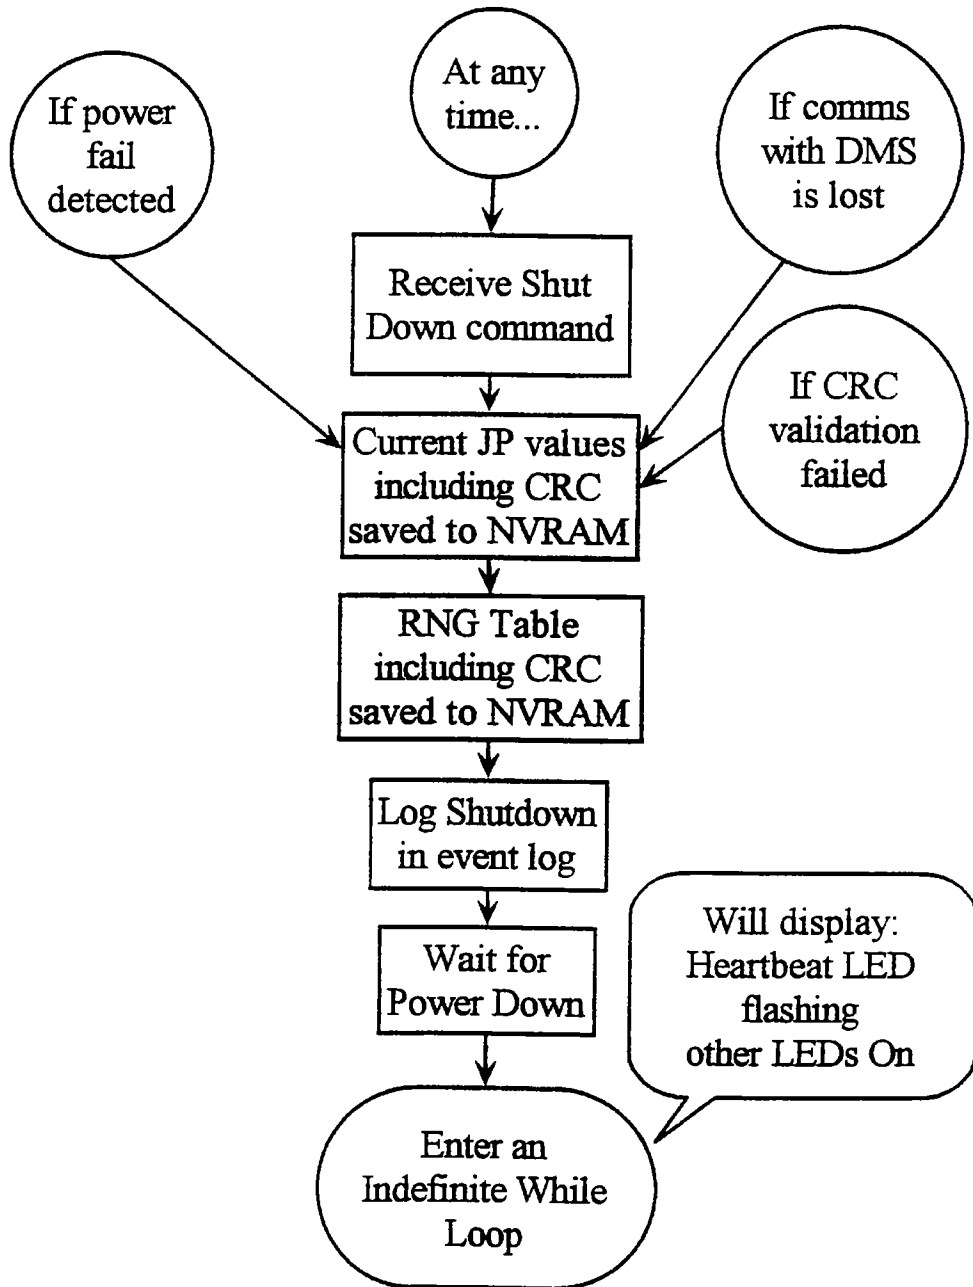 If power
fail
detected
At any
time...
If comms
with DMS
is lost
Receive Shut
Down command
If CRC
validation
failed
Current JP values
including CRC
saved to NVRAM
RNG Table
including CRC
saved to NVRAM
Log Shutdown
in event log
Wait for
Power Down
Will display:
Heartbeat LED
flashing
other LEDs On
Enter an
Indefinite While
Loop